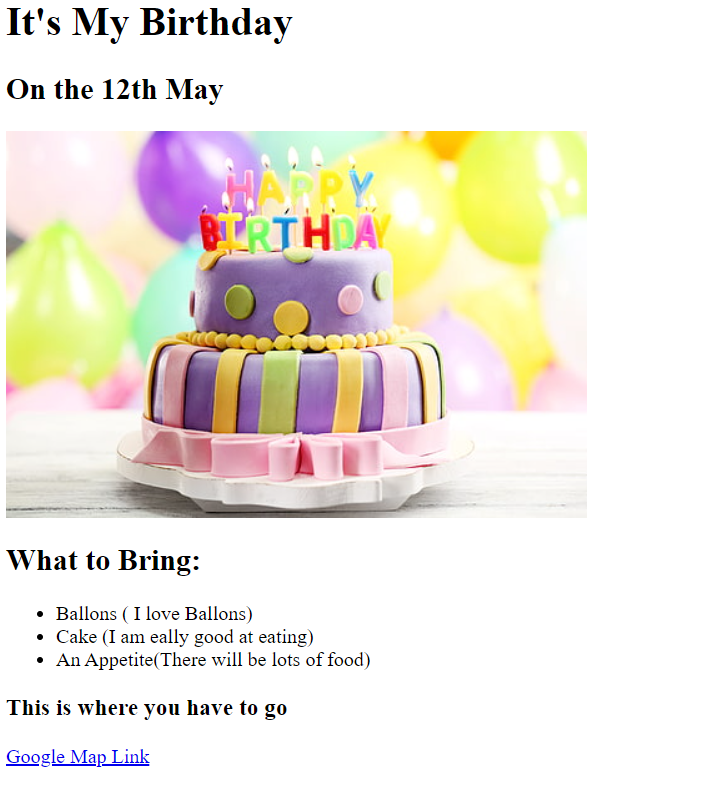 It's My Birthday
On the 12th May
HAPPY
BIRTHDAY
What to Bring:
Ballons ( I love Ballons)
Cake (I am eally good at eating)
An Appetite(There will be lots of food)
This is where you have to go
Google Map Link